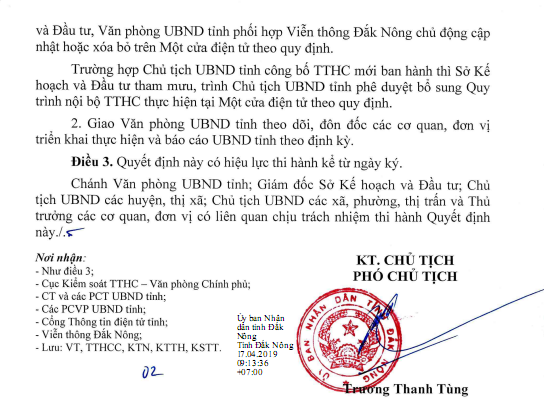 và Đầu tư, Văn phòng UBND tỉnh phối hợp Viễn thông Đắk Nông chủ động cập
nhật hoặc xóa bỏ trên Một cửa điện tử theo quy định.
Trường hợp Chủ tịch UBND tỉnh công bố TTHC mới ban hành thì Sở Kế
hoạch và Đầu tư tham mưu, trình Chủ tịch UBND tỉnh phê duyệt bổ sung Quy
trình nội bộ TTHC thực hiện tại Một cửa điện tử theo quy định.
2. Giao Văn phòng UBND tỉnh theo dõi, đôn đốc các cơ quan, đơn vị
triển khai thực hiện và báo cáo UBND tỉnh theo định kỳ.
Điều 3. Quyết định này có hiệu lực thi hành kể từ ngày ký.
Chánh Văn phòng UBND tỉnh; Giám đốc Sở Kế hoạch và Đầu tư; Chủ
tịch UBND các huyện, thị xã; Chủ tịch UBND các xã, phường, thị trấn và Thủ
trưởng các cơ quan, đơn vị có liên quan chịu trách nhiệm thi hành Quyết định
này./.
Nơi nhận:
- Như điều 3;
- Cục Kiểm soát TTHC – Văn phòng Chính phủ;
- CT và các PCT UBND tỉnh;
- Các PCVP UBND tỉnh;
- Cổng Thông tin điện tử tỉnh;
- Viễn thông Đắk Nông;
- Lưu: VT, TTHCC, KTN, KTTH, KSTT.
02
Ủy ban Nhận
dân tỉnh Đắk
Nông
Tỉnh Đắk Nông
17.04.2019
09:13:36
+07:00
KT. CHỦ TỊCH
PHÓ CHỦ TỊCH
ỦY BAN NHÂN DÂN TỈNH ĐẮK NÔNG
Trương Thanh Tùng